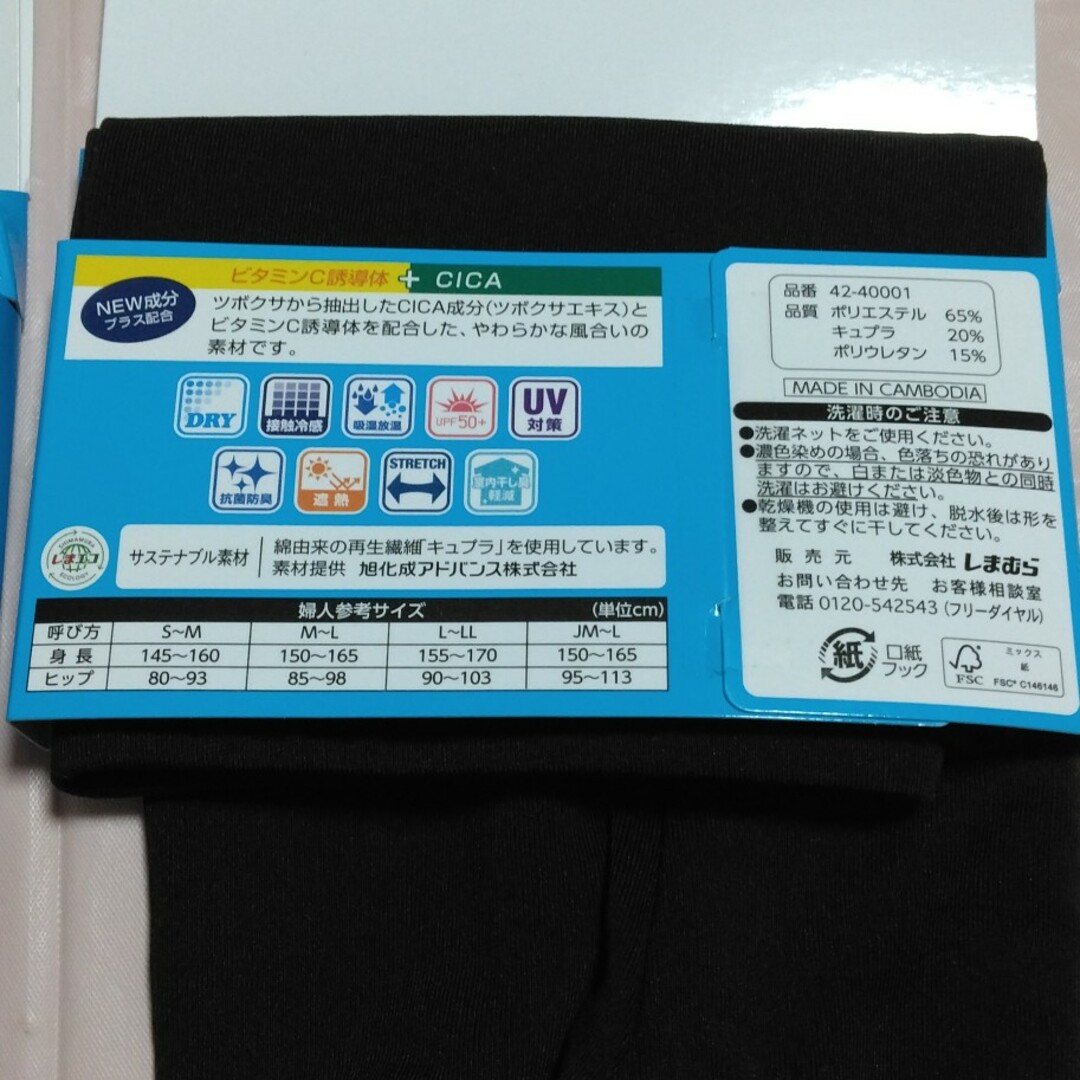 ビタミンC誘導体 + CICA
NEW成分
プラス配合
ツボクサから抽出したCICA成分(ツボクサエキス)と
ビタミンC誘導体を配合した、やわらかな風合いの
素材です。
DRY
接触冷感
吸湿放湿
UPF50+
UV
対策
抗菌防臭
遮熱
STRETCH
室内干し臭
軽減
SHIMAMURA
しまエコ
ECOLOGY
サステナブル素材
綿由来の再生繊維「キュプラ」を使用しています。
素材提供 旭化成アドバンス株式会社
婦人参考サイズ (単位cm)
呼び方 S~M M~L L~LL JM~L
身長 145~160 150~165 155~170 150~165
ヒップ 80~93 85~98 90~103 95~113
品番 42-40001
品質 ポリエステル 65%
キュプラ 20%
ポリウレタン 15%
MADE IN CAMBODIA
洗濯時のご注意
●洗濯ネットをご使用ください。
●濃色染めの場合、色落ちの恐れがあり
ますので、白または淡色物との同時
洗濯はお避けください。
●乾燥機の使用は避け、脱水後は形を
整えてすぐに干してください。
販売元 株式会社 しまむら
お問い合わせ先 お客様相談室
電話 0120-542543 (フリーダイヤル)
紙
口紙
フック
FSC
ミックス
紙
FSC® C146146